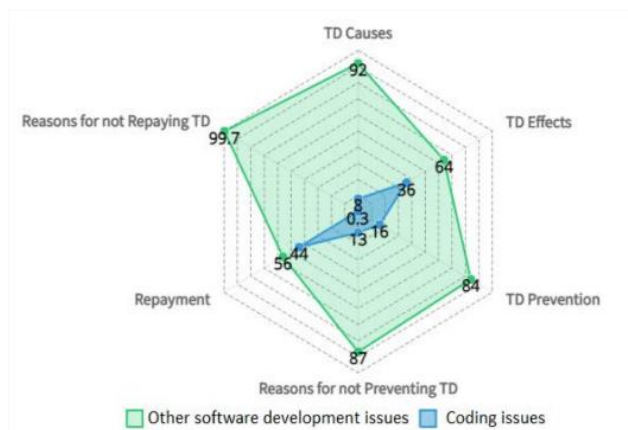 TD Causes
92
Reasons for not Repaying TD
99.7
TD Effects
64
36
8
0.3
16
13
44
56
Repayment
84
TD Prevention
87
Reasons for not Preventing TD
Other software development issues
Coding issues